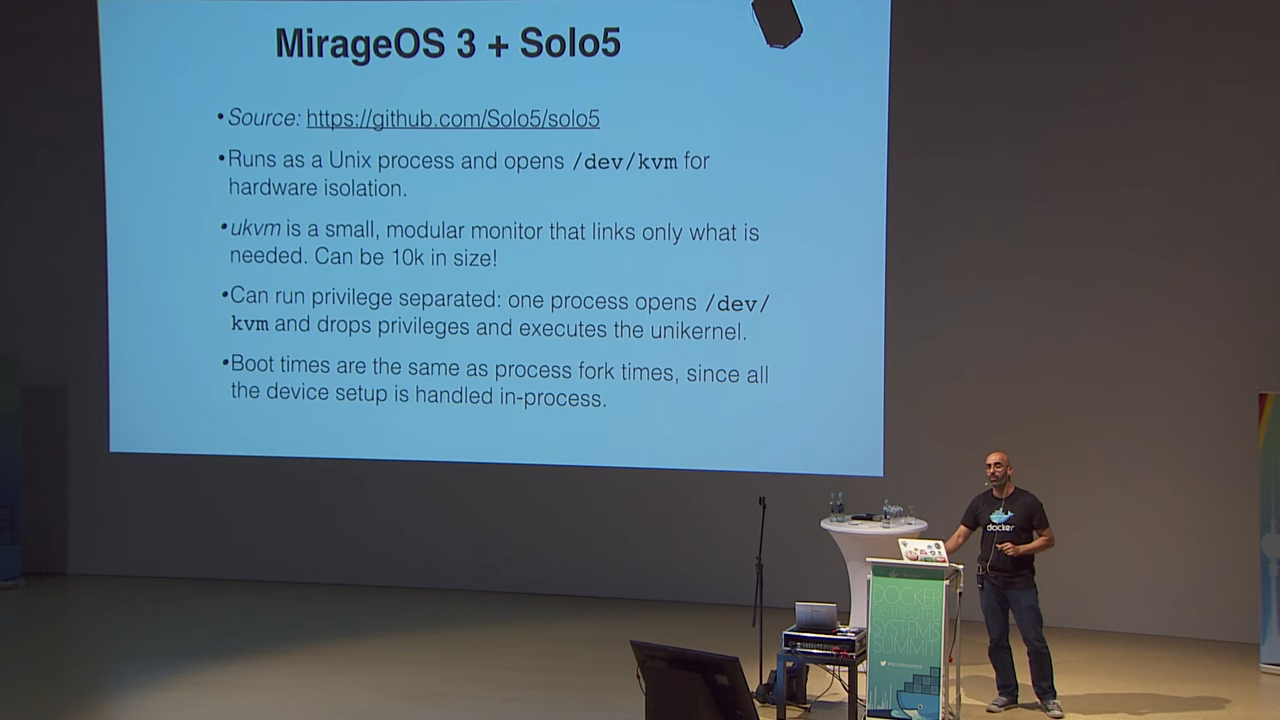 MirageOS 3 + Solo5
•Source: https://github.com/Solo5/solo5
•Runs as a Unix process and opens /dev/kvm for
hardware isolation.
•ukvm is a small, modular monitor that links only what is
needed. Can be 10k in size!
•Can run privilege separated: one process opens /dev/
kvm and drops privileges and executes the unikernel.
•Boot times are the same as process fork times, since all
the device setup is handled in-process.
docker
DOCKER
DISTRIBUTED
SYSTEMS
SUMMIT